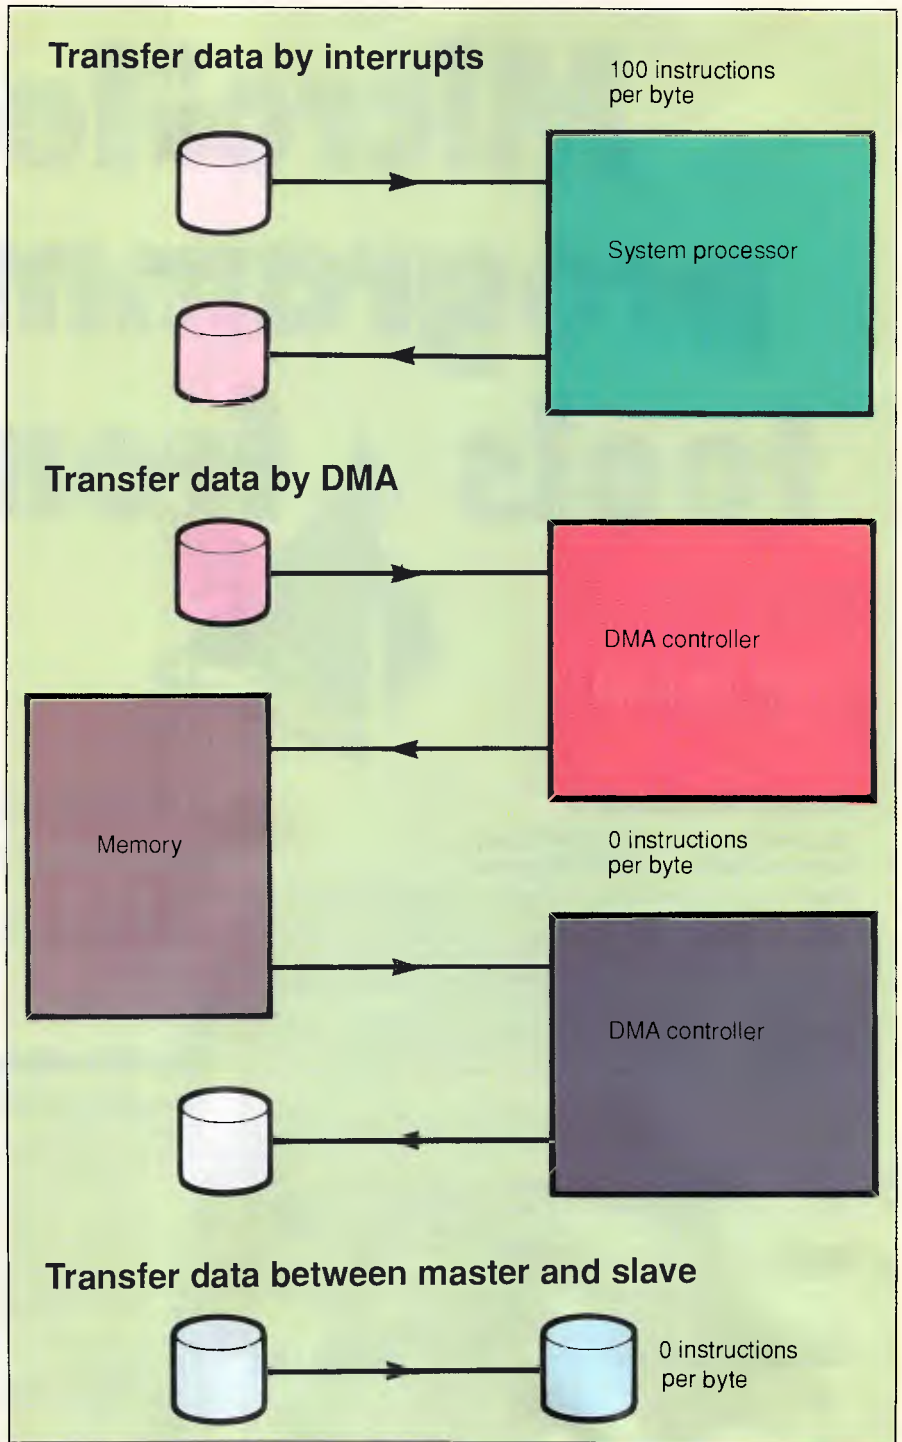 Transfer data by interrupts
100 instructions
per byte
System processor
Transfer data by DMA
DMA controller
Memory
0 instructions
per byte
DMA controller
Transfer data between master and slave
0 instructions
per byte